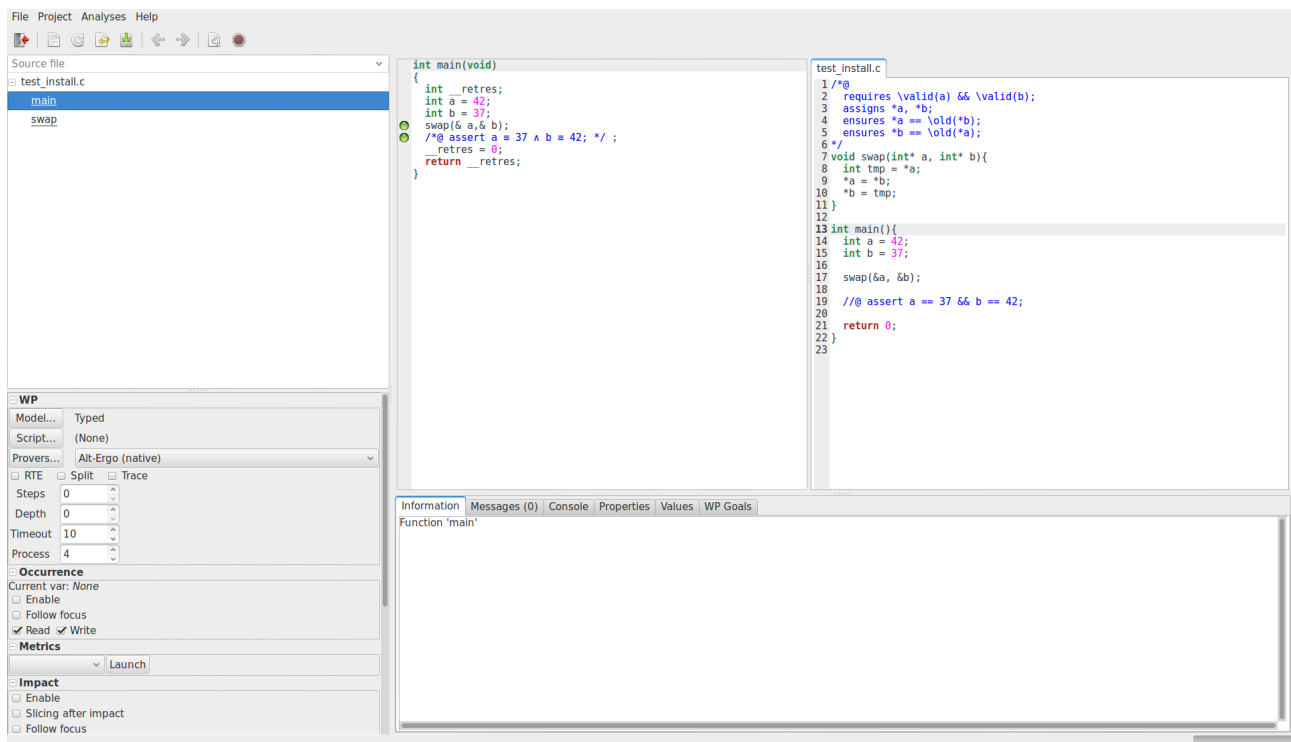 File Project Analyses Help
Source file
test_install.c
main
swap
int main(void)
{
  int __retres;
  int a = 42;
  int b = 37;
  swap(& a,& b);
  /*@ assert a ≡ 37 ∧ b ≡ 42; */ ;
  __retres = 0;
  return __retres;
}
test_install.c
1 /*@
2   requires \valid(a) && \valid(b);
3   assigns *a, *b;
4   ensures *a == \old(*b);
5   ensures *b == \old(*a);
6 */
7 void swap(int* a, int* b){
8   int tmp = *a;
9   *a = *b;
10   *b = tmp;
11 }
12
13 int main(){
14   int a = 42;
15   int b = 37;
16
17   swap(&a, &b);
18
19   //@ assert a == 37 && b == 42;
20
21   return 0;
22 }
23
WP
Model... Typed
Script... (None)
Provers... Alt-Ergo (native)
RTE Split Trace
Steps 0
Depth 0
Timeout 10
Process 4
Occurrence
Current var: None
Enable
Follow focus
Read Write
Metrics
Launch
Impact
Enable
Slicing after impact
Follow focus
Information Messages (0) Console Properties Values WP Goals
Function 'main'